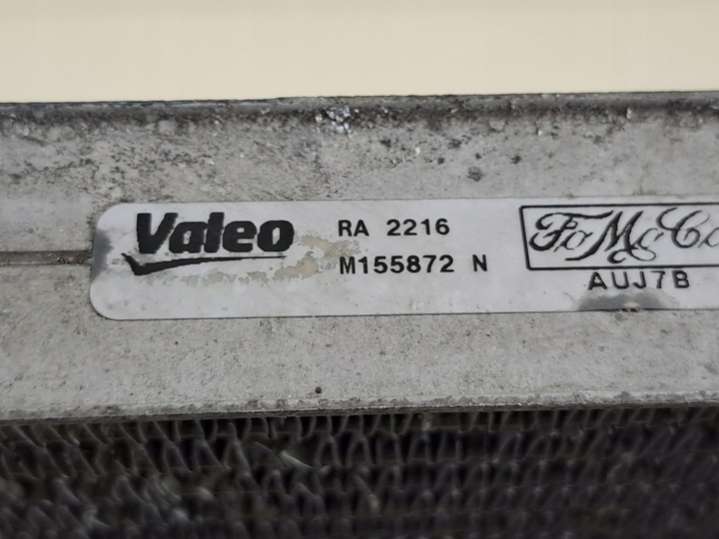 Valeo
RA 2216
M155872 N
FoMoCo
AUJ7B